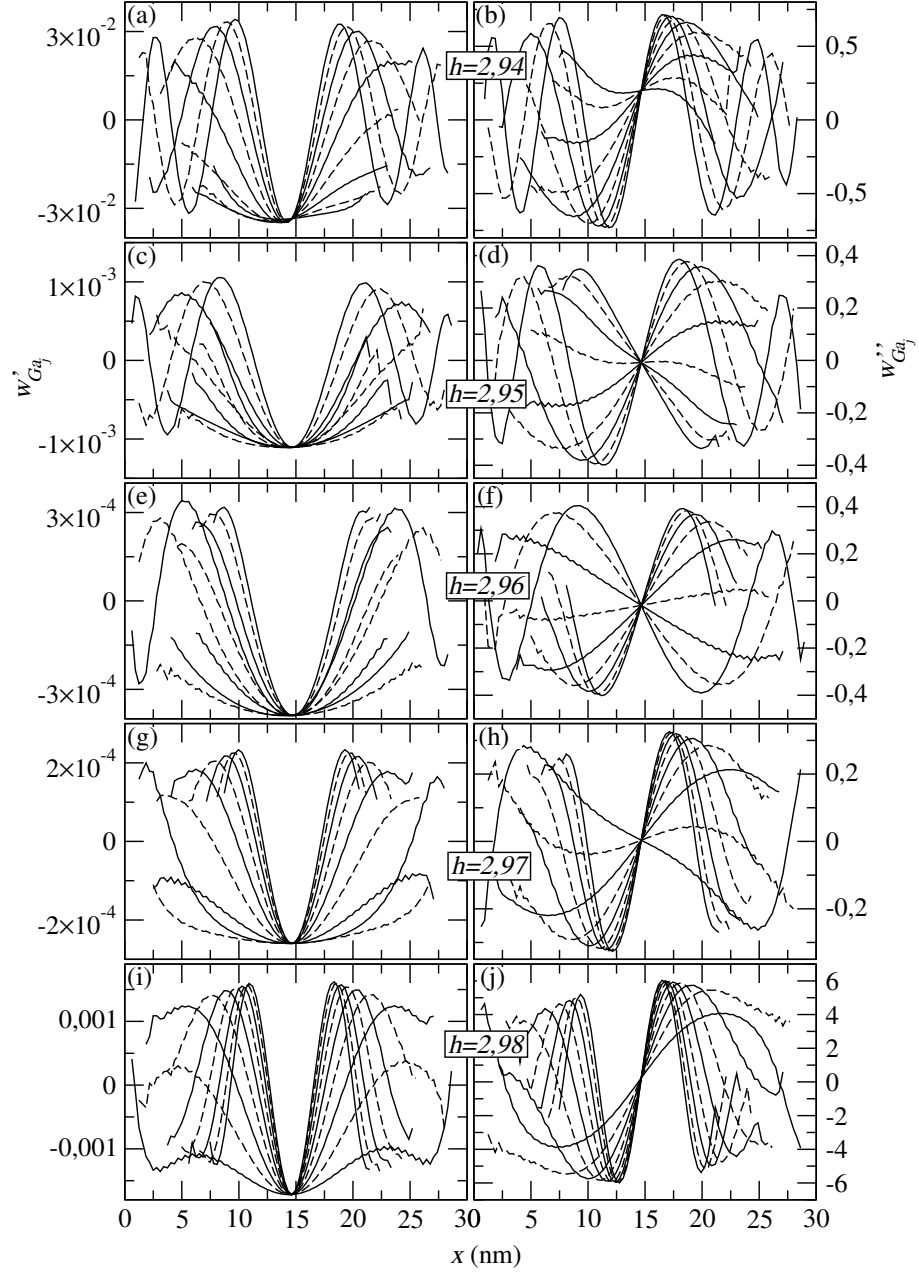 (a)
(b)
3×10⁻²
0
-3×10⁻²
0,5
0
-0,5
h=2,94
(c)
(d)
1×10⁻³
0
-1×10⁻³
0,4
0,2
0
-0,2
-0,4
w'Gaj
w''Gaj
h=2,95
(e)
(f)
3×10⁻⁴
0
-3×10⁻⁴
0,4
0,2
0
-0,2
-0,4
h=2,96
(g)
(h)
2×10⁻⁴
0
-2×10⁻⁴
0,2
0
-0,2
h=2,97
(i)
(j)
0,001
0
-0,001
6
4
2
0
-2
-4
-6
h=2,98
0 5 10 15 20 25 30 0 5 10 15 20 25 30
x (nm)